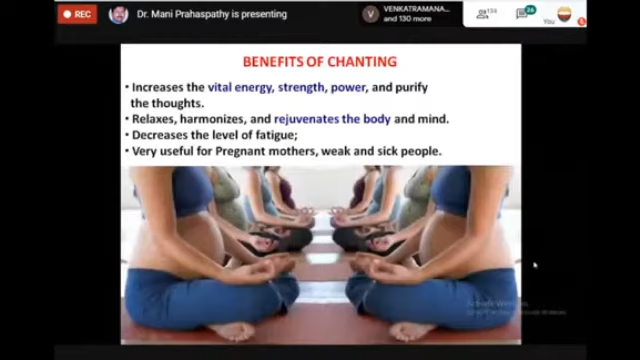 REC
Dr. Mani Prahaspathy is presenting
VENKATRAMANA...
and 130 more
V
134
26
You
BENEFITS OF CHANTING
• Increases the vital energy, strength, power, and purify
the thoughts.
• Relaxes, harmonizes, and rejuvenates the body and mind.
• Decreases the level of fatigue;
• Very useful for Pregnant mothers, weak and sick people.